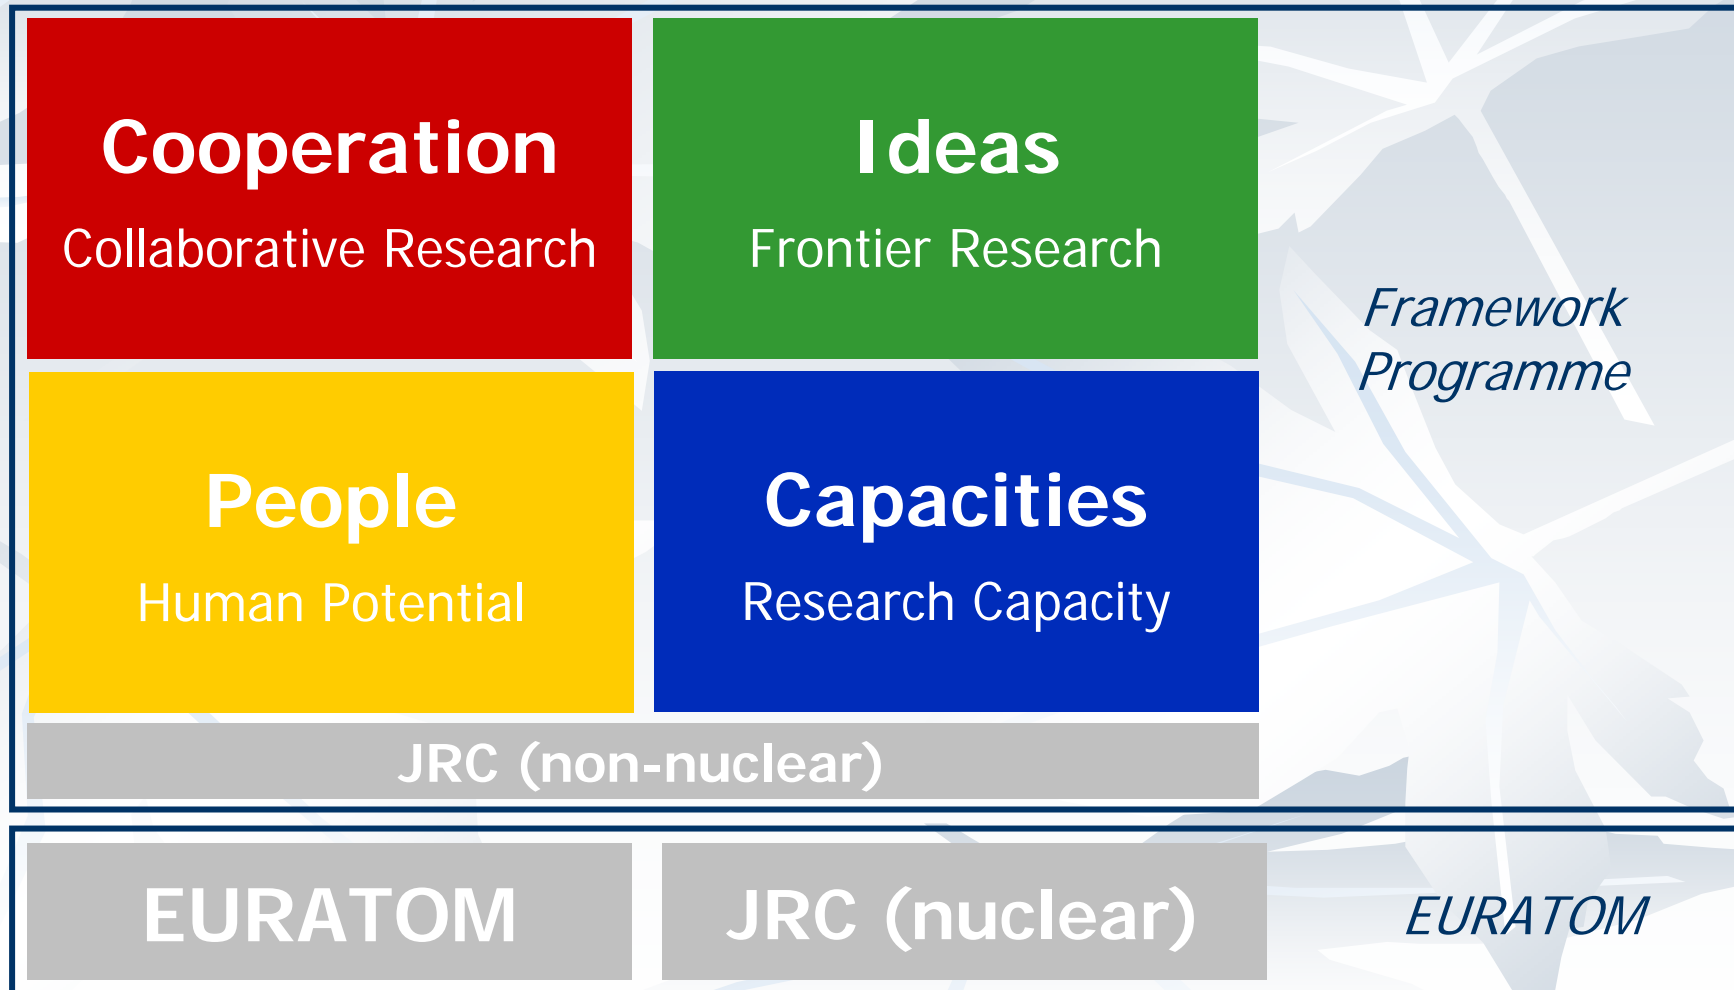 Cooperation
Collaborative Research
Ideas
Frontier Research
Framework
Programme
People
Human Potential
Capacities
Research Capacity
JRC (non-nuclear)
EURATOM
JRC (nuclear)
EURATOM